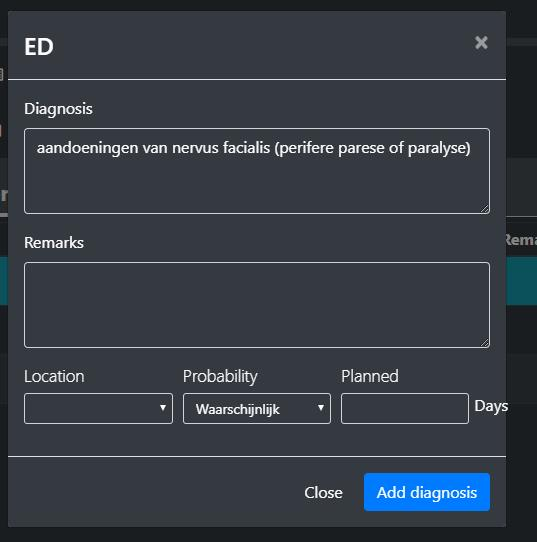 ED
×
Diagnosis
aandoeningen van nervus facialis (perifere parese of paralyse)
Remarks
Location Probability Planned
Waarschijnlijk Days
Close Add diagnosis